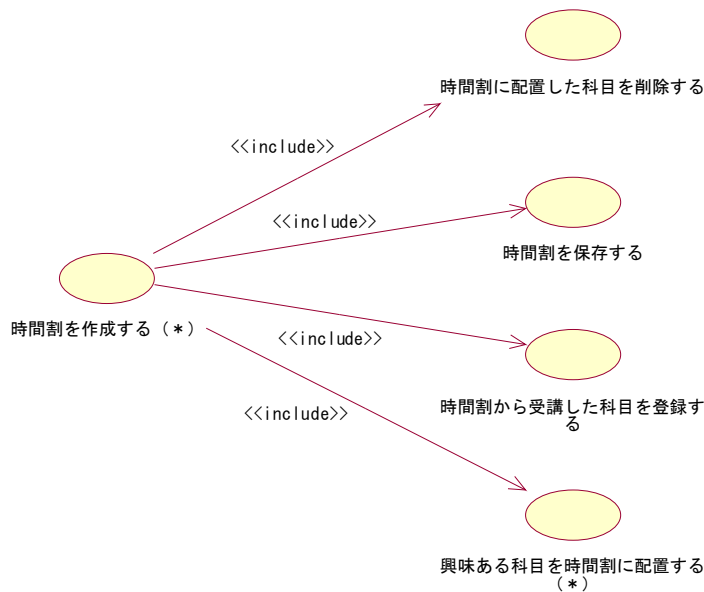 時間割に配置した科目を削除する
<<include>>
<<include>>
時間割を保存する
時間割を作成する（＊）
<<include>>
時間割から受講した科目を登録す
る
<<include>>
興味ある科目を時間割に配置する
（＊）